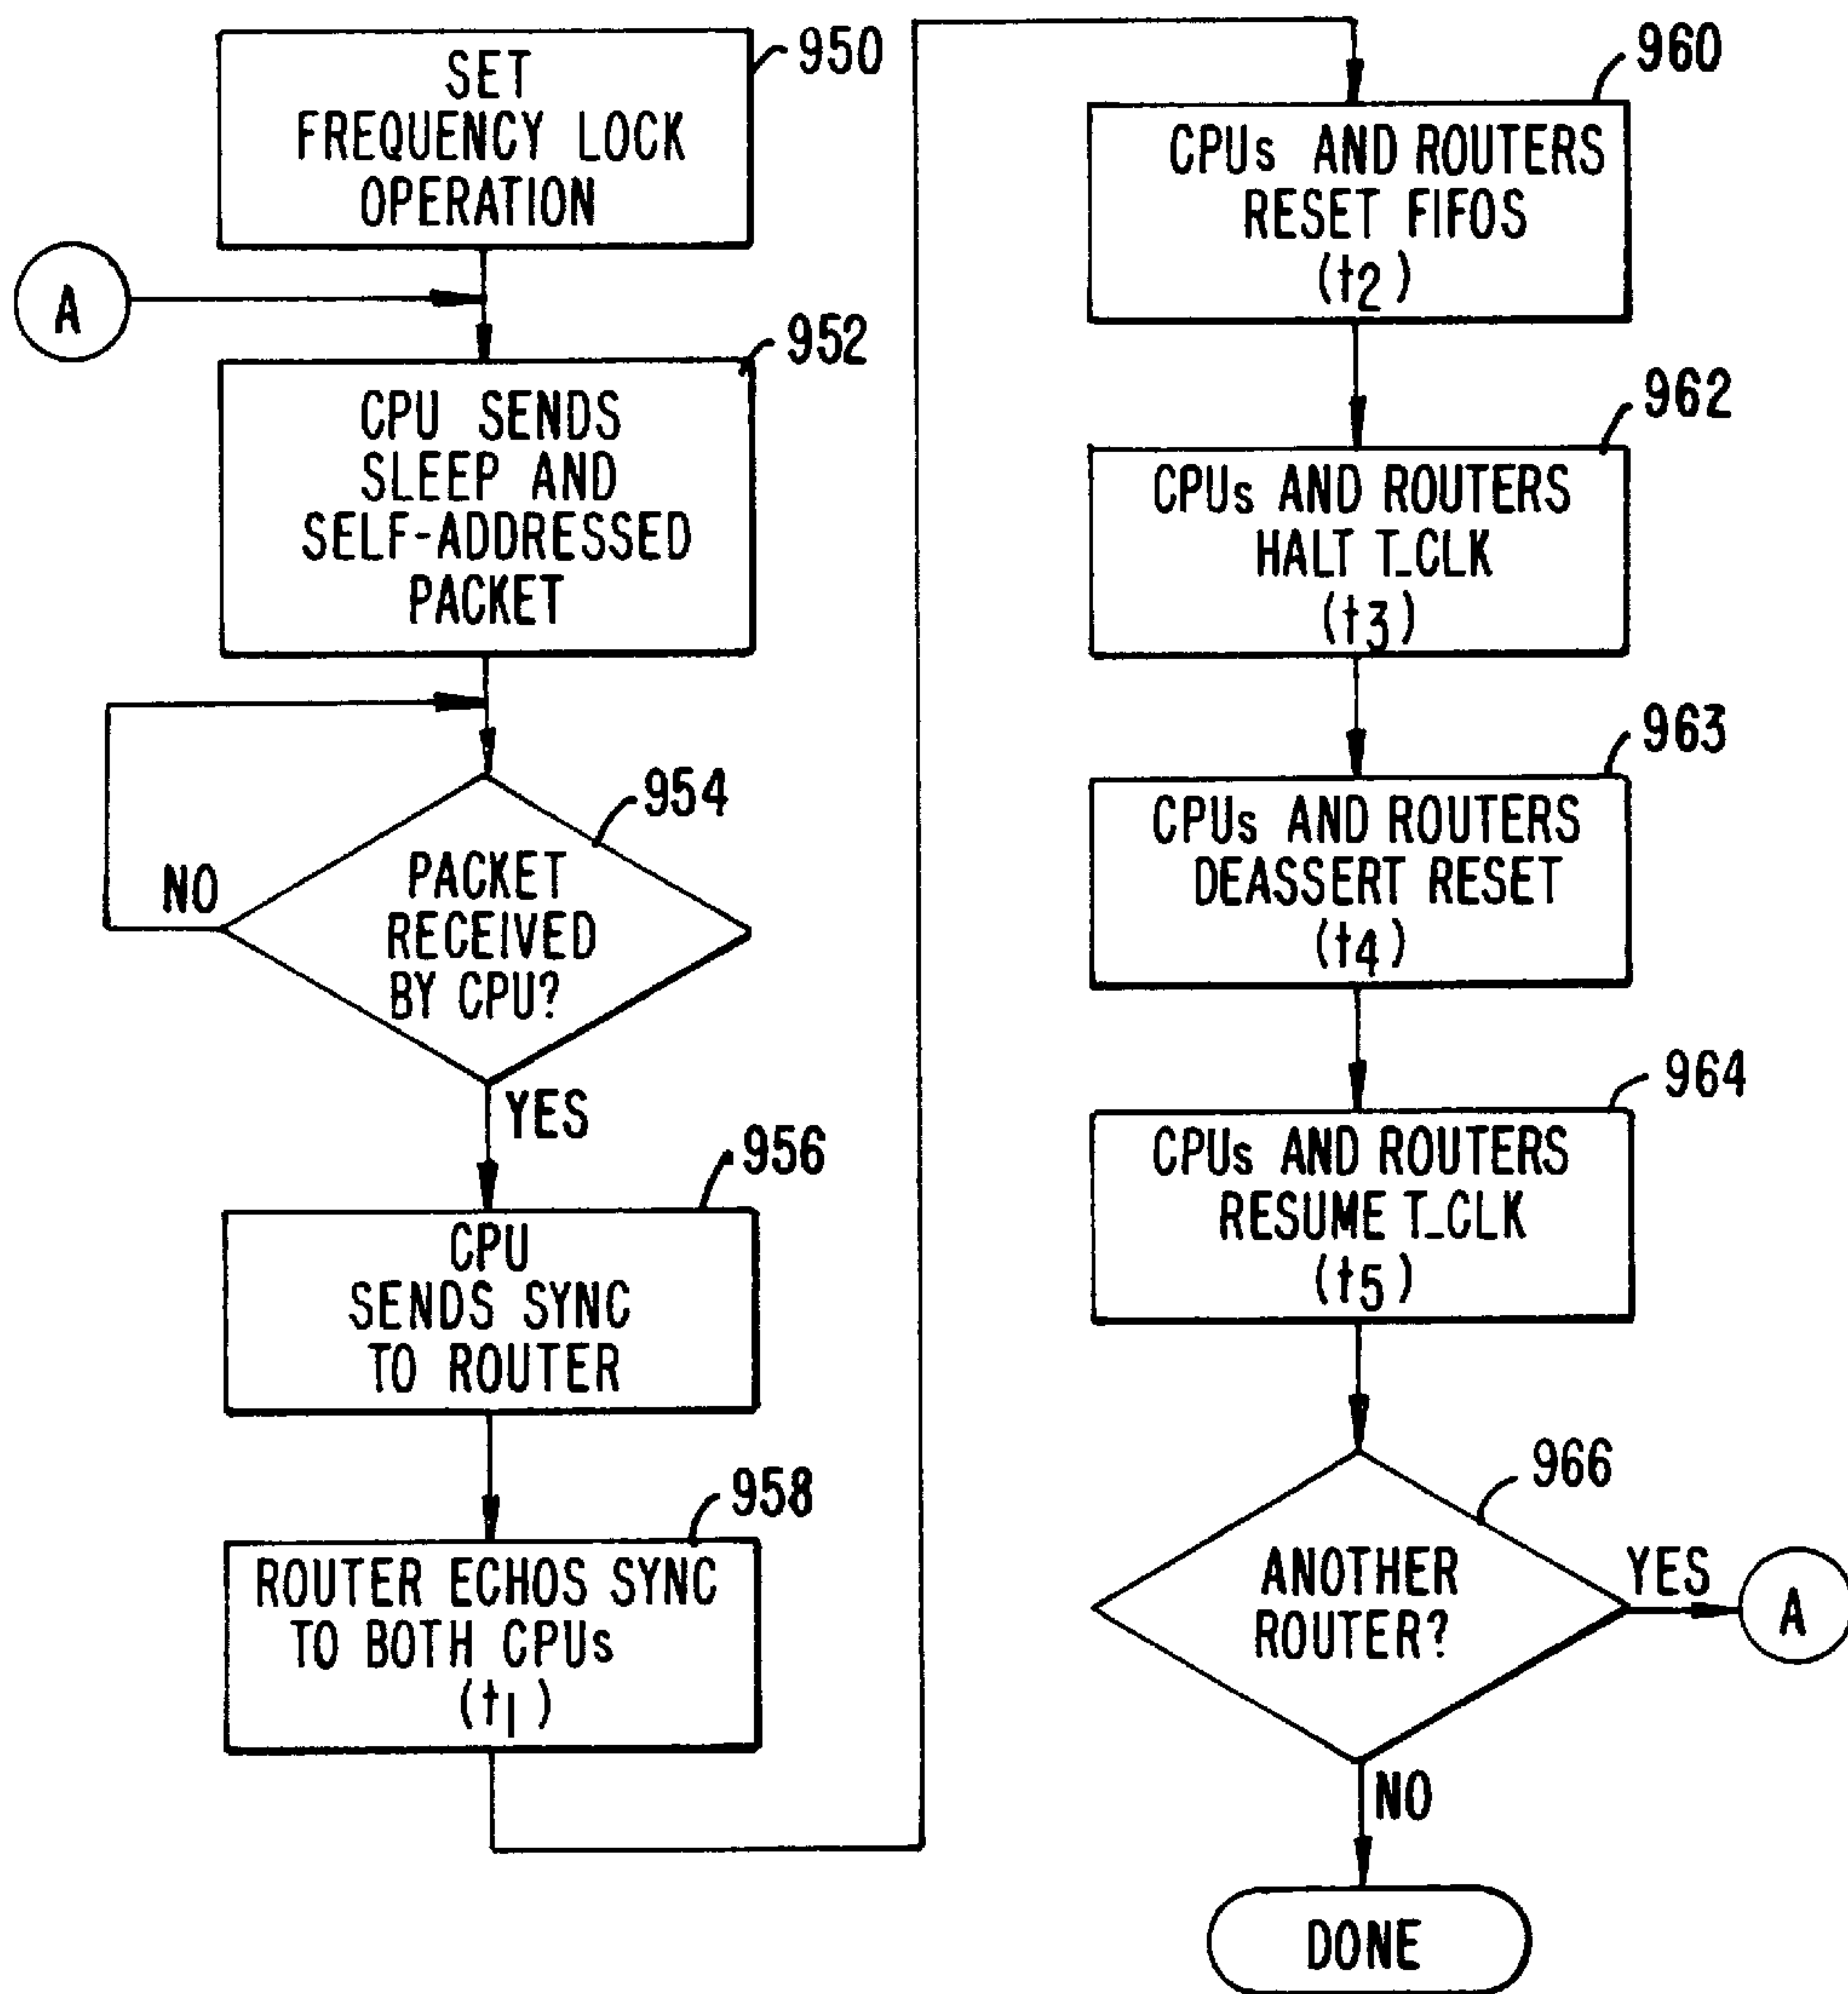 950
SET
FREQUENCY LOCK
OPERATION
A
952
CPU SENDS
SLEEP AND
SELF-ADDRESSED
PACKET
954
PACKET
RECEIVED
BY CPU?
NO
YES
956
CPU
SENDS SYNC
TO ROUTER
958
ROUTER ECHOS SYNC
TO BOTH CPUs
(t1)
960
CPUs AND ROUTERS
RESET FIFOS
(t2)
962
CPUs AND ROUTERS
HALT T_CLK
(t3)
963
CPUs AND ROUTERS
DEASSERT RESET
(t4)
964
CPUs AND ROUTERS
RESUME T_CLK
(t5)
966
ANOTHER
ROUTER?
YES
A
NO
DONE